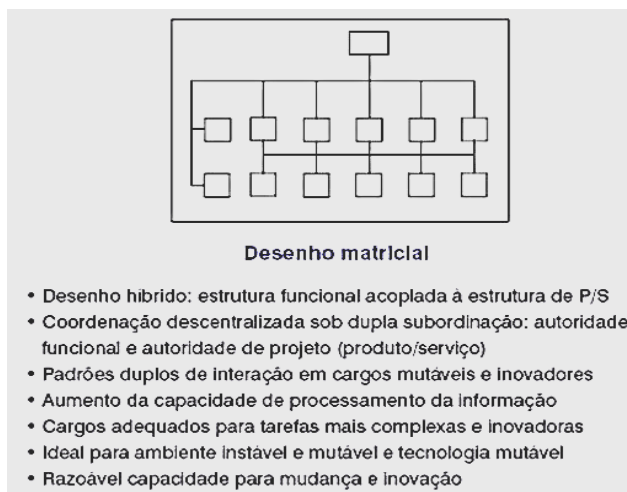 Desenho matricial
• Desenho híbrido: estrutura funcional acoplada à estrutura de P/S
• Coordenação descentralizada sob dupla subordinação: autoridade
funcional e autoridade de projeto (produto/serviço)
• Padrões duplos de interação em cargos mutáveis e inovadores
• Aumento da capacidade de processamento da informação
• Cargos adequados para tarefas mais complexas e inovadoras
• Ideal para ambiente instável e mutável e tecnologia mutável
• Razoável capacidade para mudança e inovação